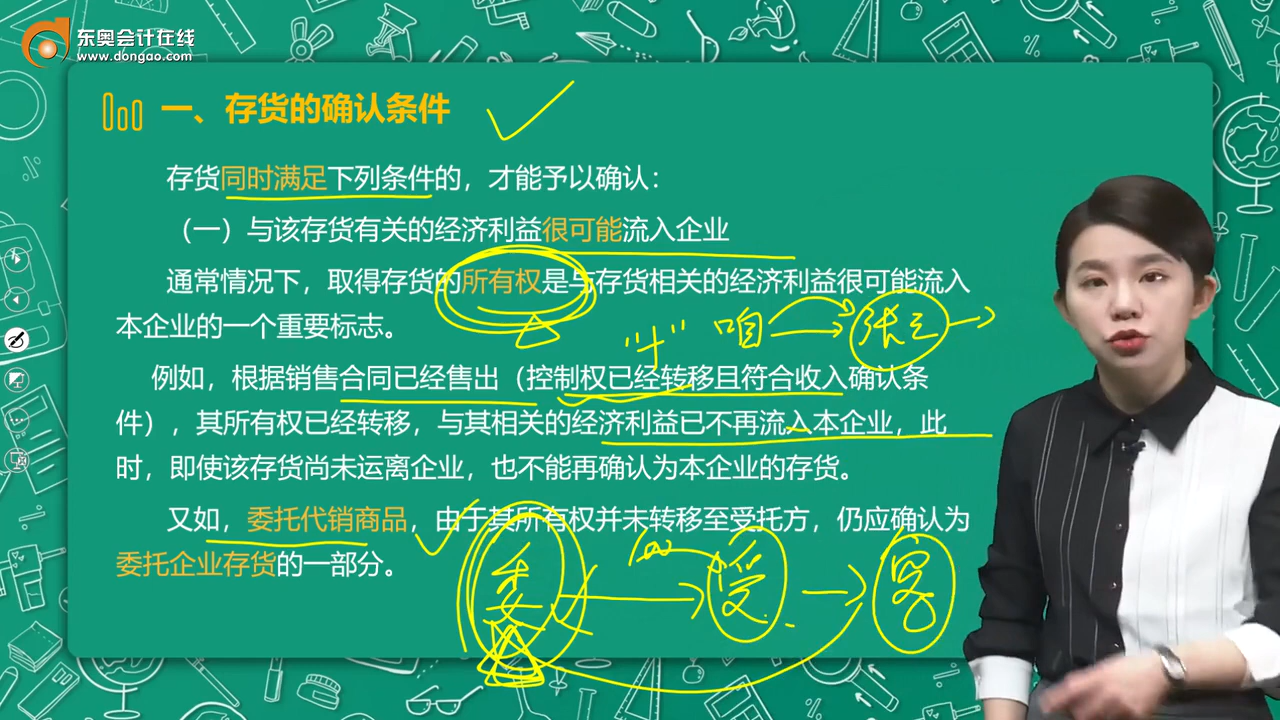 东奥会计在线
www.dongao.com
一、存货的确认条件
存货同时满足下列条件的，才能予以确认：
（一）与该存货有关的经济利益很可能流入企业
通常情况下，取得存货的所有权是与存货相关的经济利益很可能流入
本企业的一个重要标志。
咱 张三
例如，根据销售合同已经售出（控制权已经转移且符合收入确认条
件），其所有权已经转移，与其相关的经济利益已不再流入本企业，此
时，即使该存货尚未运离企业，也不能再确认为本企业的存货。
又如，委托代销商品，由于其所有权并未转移至受托方，仍应确认为
委托企业存货的一部分。
委 受 客